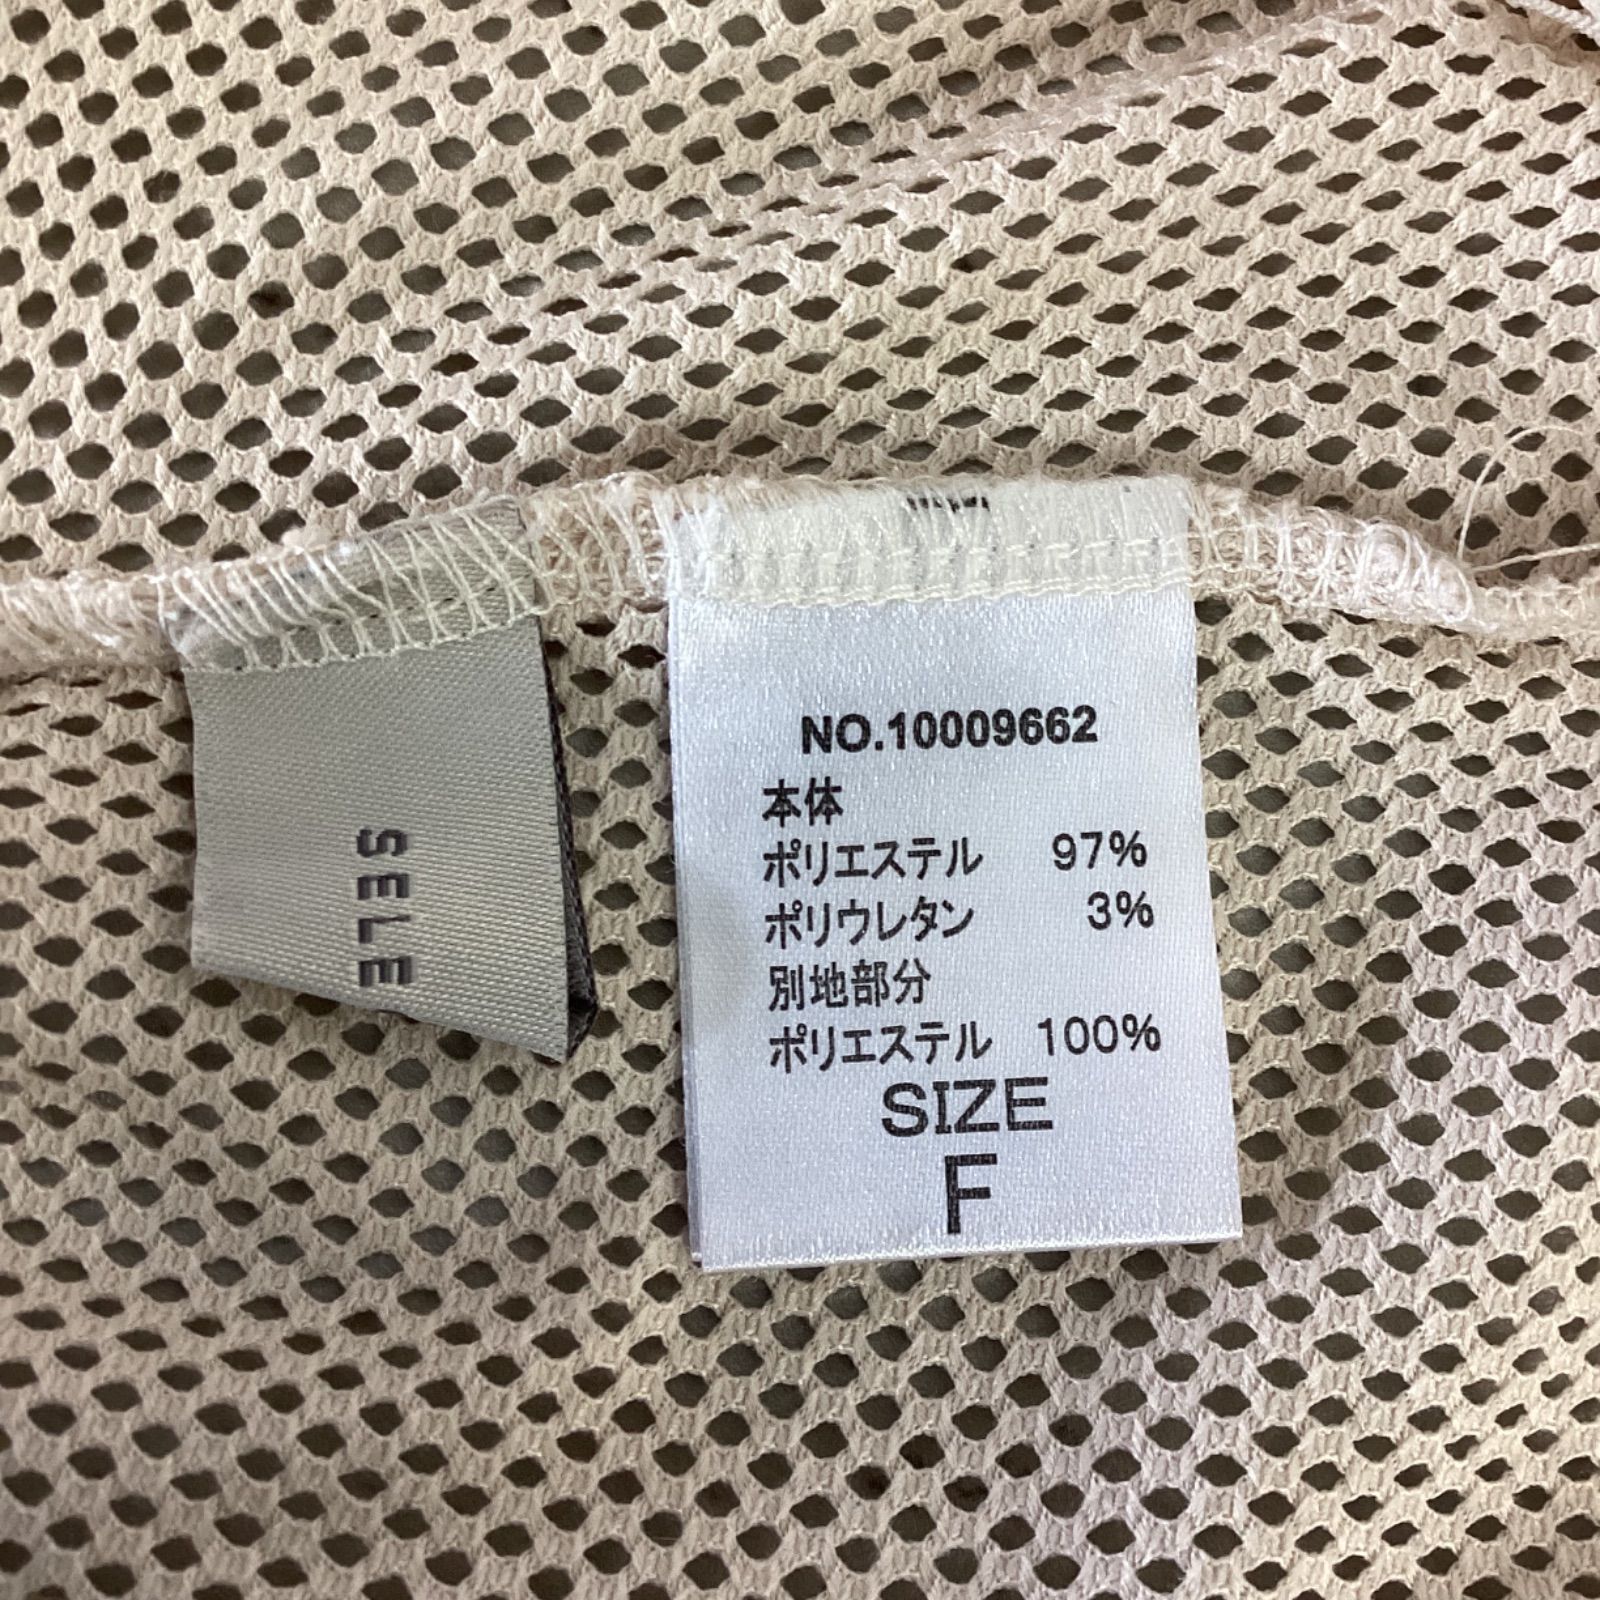 SELE
NO.10009662
本体
ポリエステル 97%
ポリウレタン 3%
別地部分
ポリエステル 100%
SIZE
F